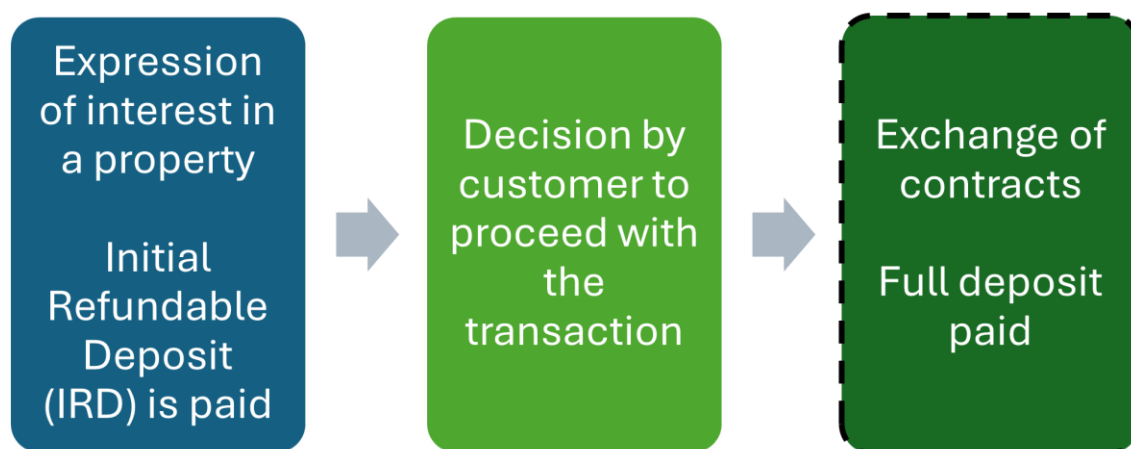 Expression
of interest in
a property
Initial
Refundable
Deposit
(IRD) is paid
Decision by
customer to
proceed with
the
transaction
Exchange of
contracts
Full deposit
paid